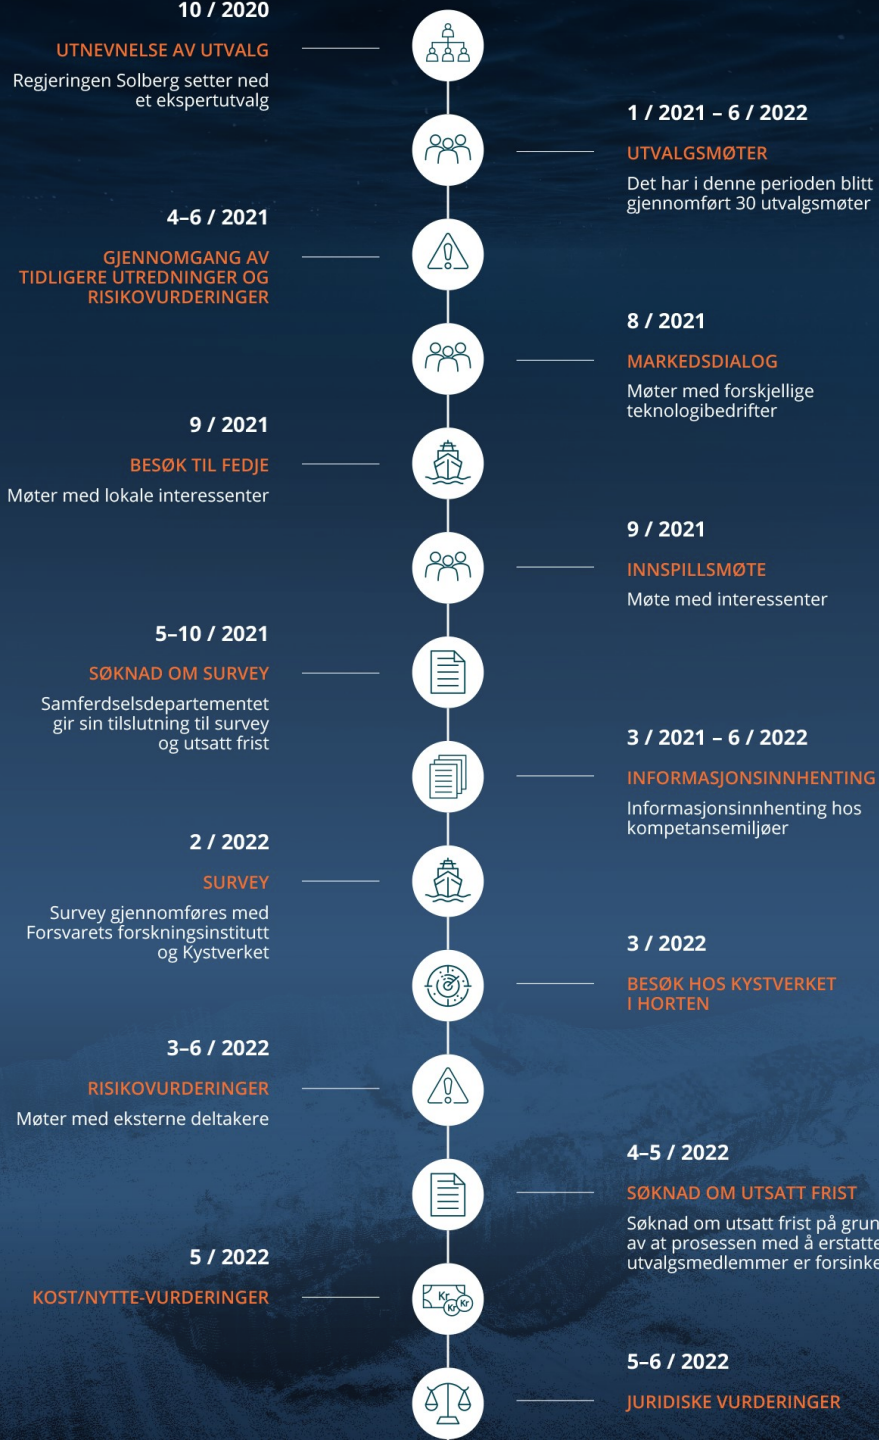 10 / 2020
UTNEVNELSE AV UTVALG
Regjeringen Solberg setter ned
et ekspertutvalg
1 / 2021 – 6 / 2022
UTVALGSMØTER
Det har i denne perioden blitt
gjennomført 30 utvalgsmøter
4–6 / 2021
GJENNOMGANG AV
TIDLIGERE UTREDNINGER OG
RISIKOVURDERINGER
8 / 2021
MARKEDSDIALOG
Møter med forskjellige
teknologibedrifter
9 / 2021
BESØK TIL FEDJE
Møter med lokale interessenter
9 / 2021
INNSPILLSMØTE
Møte med interessenter
5–10 / 2021
SØKNAD OM SURVEY
Samferdselsdepartementet
gir sin tilslutning til survey
og utsatt frist
3 / 2021 – 6 / 2022
INFORMASJONSINNHENTING
Informasjonsinnhenting hos
kompetansemiljøer
2 / 2022
SURVEY
Survey gjennomføres med
Forsvarets forskningsinstitutt
og Kystverket
3 / 2022
BESØK HOS KYSTVERKET
I HORTEN
3–6 / 2022
RISIKOVURDERINGER
Møter med eksterne deltakere
4–5 / 2022
SØKNAD OM UTSATT FRIST
Søknad om utsatt frist på
av at prosessen med å erstatte
utvalgsmedlemmer er
5 / 2022
KOST/NYTTE-VURDERINGER
Kr
Kr Kr
5–6 / 2022
JURIDISKE VURDERINGER